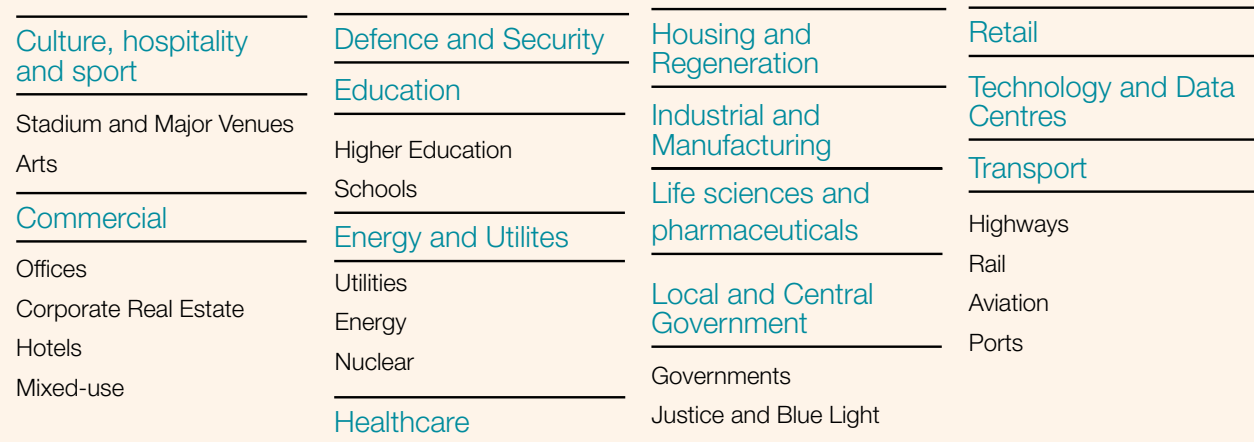 Culture, hospitality
and sport
Stadium and Major Venues
Arts
Commercial
Offices
Corporate Real Estate
Hotels
Mixed-use
Defence and Security
Education
Higher Education
Schools
Energy and Utilites
Utilities
Energy
Nuclear
Healthcare
Housing and
Regeneration
Industrial and
Manufacturing
Life sciences and
pharmaceuticals
Local and Central
Government
Governments
Justice and Blue Light
Retail
Technology and Data
Centres
Transport
Highways
Rail
Aviation
Ports